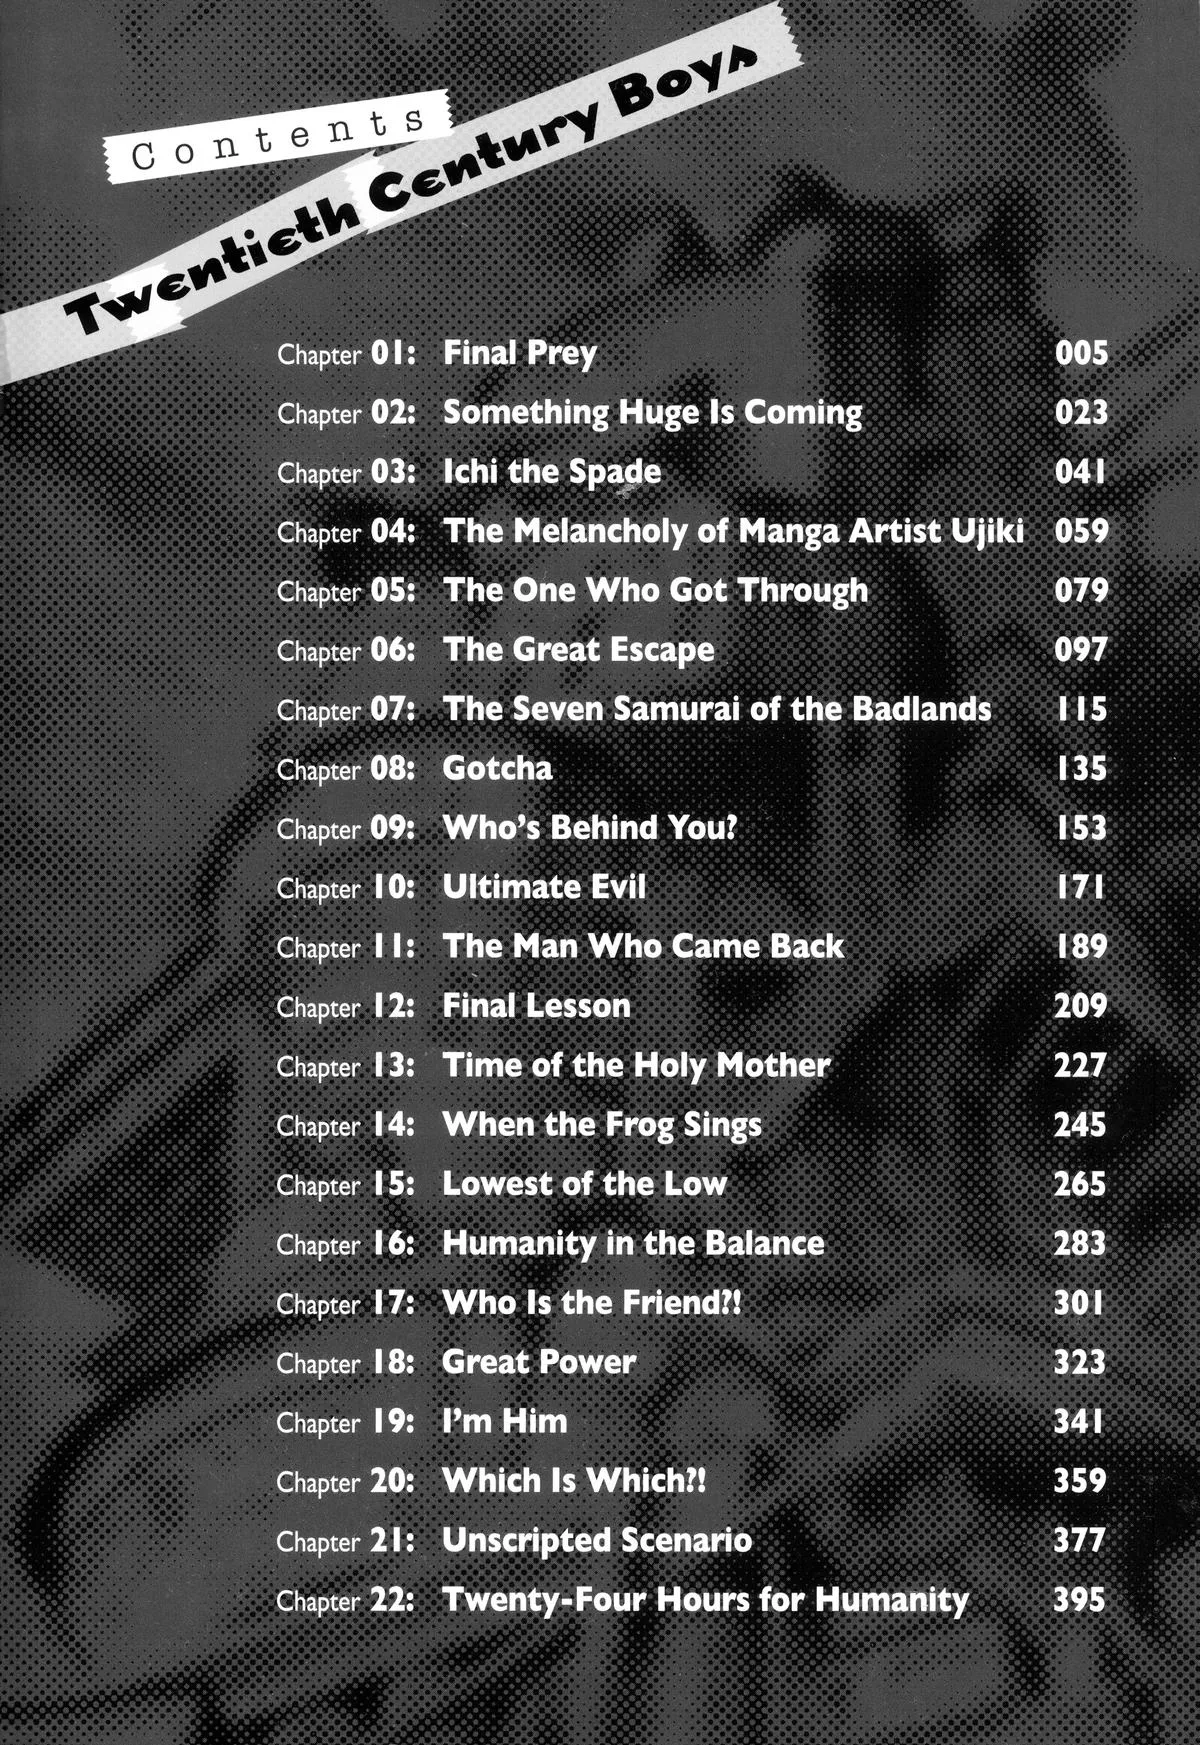 Contents
Twentieth Century Boys
Chapter 01: Final Prey 005
Chapter 02: Something Huge Is Coming 023
Chapter 03: Ichi the Spade 041
Chapter 04: The Melancholy of Manga Artist Ujiki 059
Chapter 05: The One Who Got Through 079
Chapter 06: The Great Escape 097
Chapter 07: The Seven Samurai of the Badlands 115
Chapter 08: Gotcha 135
Chapter 09: Who's Behind You? 153
Chapter 10: Ultimate Evil 171
Chapter 11: The Man Who Came Back 189
Chapter 12: Final Lesson 209
Chapter 13: Time of the Holy Mother 227
Chapter 14: When the Frog Sings 245
Chapter 15: Lowest of the Low 265
Chapter 16: Humanity in the Balance 283
Chapter 17: Who Is the Friend?! 301
Chapter 18: Great Power 323
Chapter 19: I'm Him 341
Chapter 20: Which Is Which?! 359
Chapter 21: Unscripted Scenario 377
Chapter 22: Twenty-Four Hours for Humanity 395